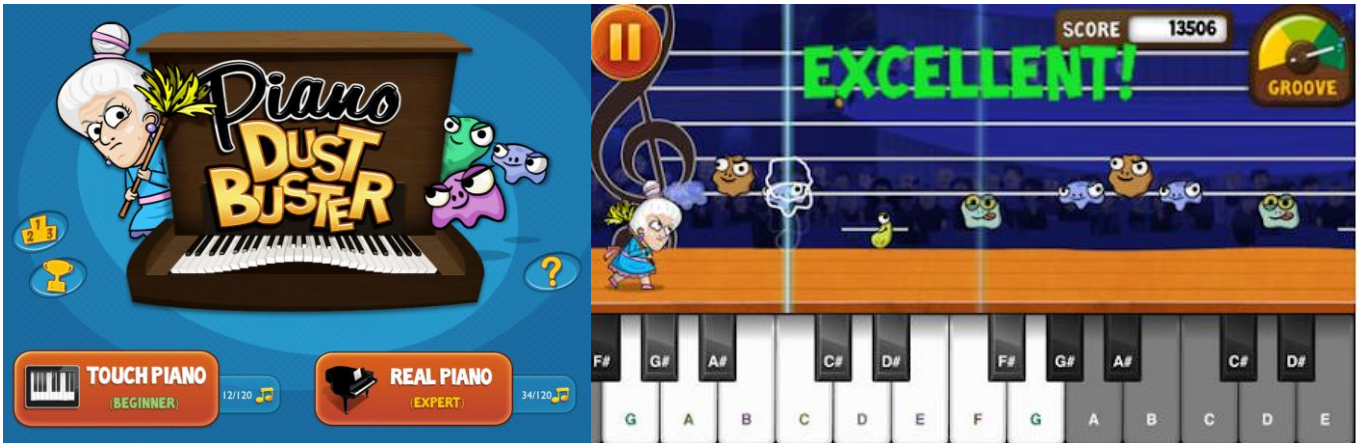 Piano
DUST
BUSTER
1
2 3
?
TOUCH PIANO
(BEGINNER)
12/120
REAL PIANO
(EXPERT)
34/120
SCORE 13506
EXCELLENT!
GROOVE
F# G# A# C# D# F# G# A# C# D#
G A B C D E F G A B C D E